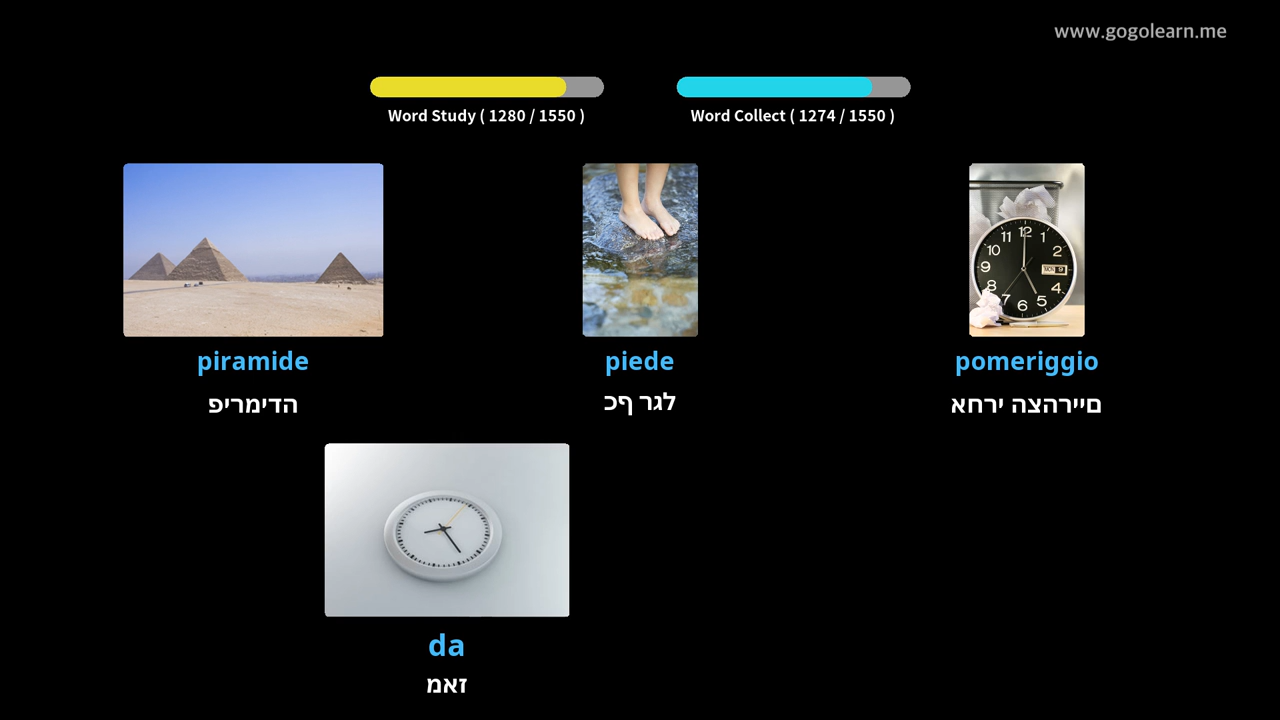 www.gogolearn.me
Word Study ( 1280 / 1550 )
Word Collect ( 1274 / 1550 )
piramide
הדימריפ
piede
לגר ףכ
pomeriggio
םיירהצה ירחא
da
זאמ